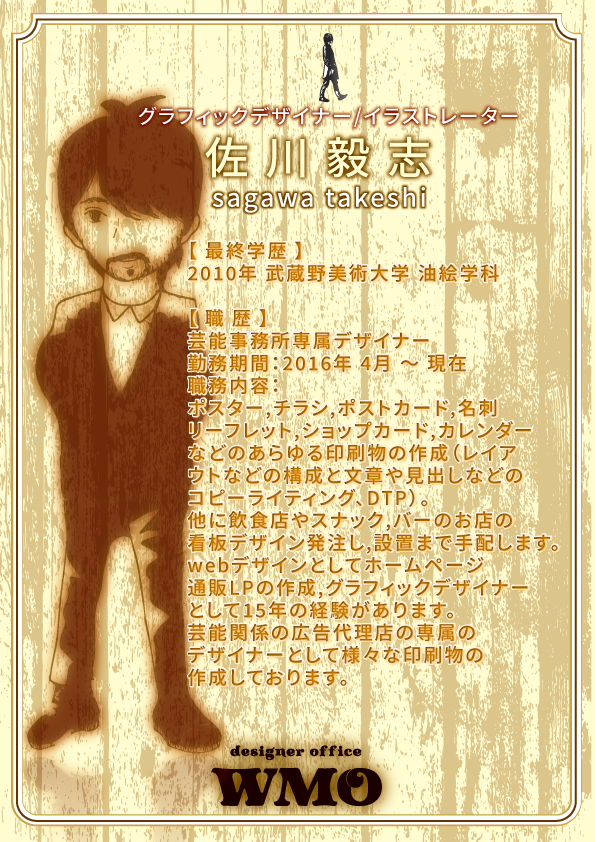 グラフィックデザイナー/イラストレーター
佐川毅志
sagawa takeshi
【 最終学歴 】
2010年 武蔵野美術大学 油絵学科
【 職 歴 】
芸能事務所専属デザイナー
勤務期間：2016年 4月 ～ 現在
職務内容：
ポスター,チラシ,ポストカード,名刺
リーフレット,ショップカード,カレンダー
などのあらゆる印刷物の作成（レイア
ウトなどの構成と文章や見出しなどの
コピーライティング、DTP）。
他に飲食店やスナック,バーのお店の
看板デザイン発注し,設置まで手配します。
webデザインとしてホームページ
通販LPの作成,グラフィックデザイナー
として15年の経験があります。
芸能関係の広告代理店の専属の
デザイナーとして様々な印刷物の
作成しております。
designer office
WMO